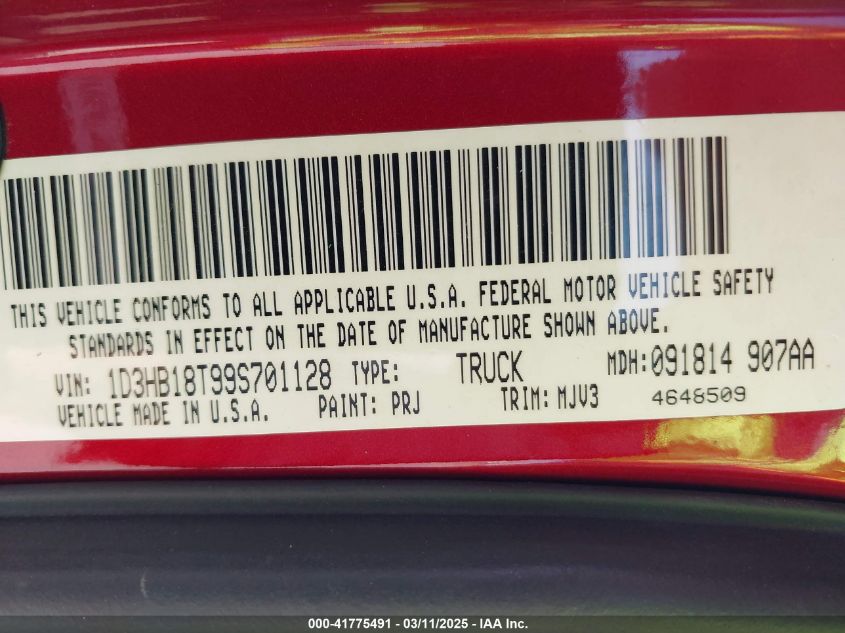 THIS VEHICLE CONFORMS TO ALL APPLICABLE U.S.A. FEDERAL MOTOR VEHICLE SAFETY
STANDARDS IN EFFECT ON THE DATE OF MANUFACTURE SHOWN ABOVE.
VIN: 1D3HB18T99S701128 TYPE: TRUCK MDH:091814 907AA
VEHICLE MADE IN U.S.A. PAINT: PRJ TRIM: MJV3 4648509
000-41775491 - 03/11/2025 - IAA Inc.